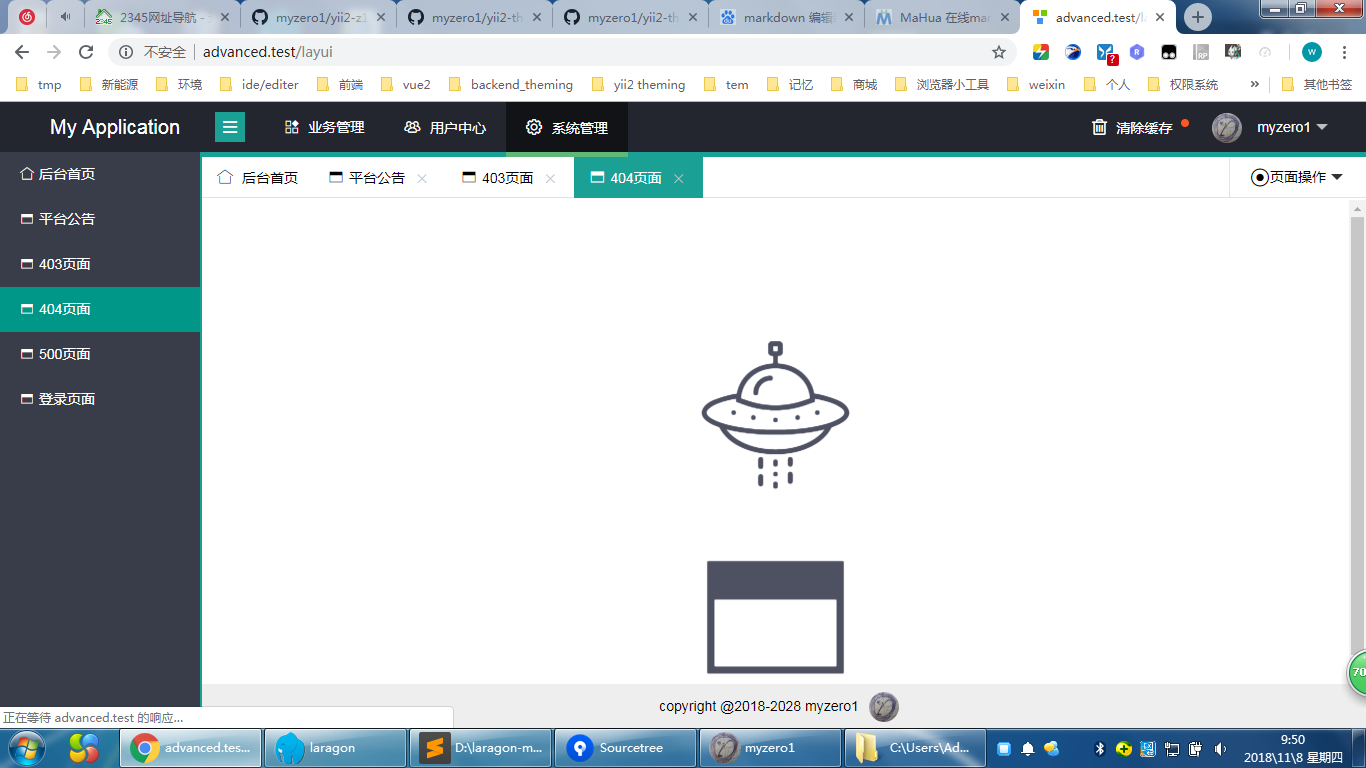 2345网址导航 -
myzero1/yii2-z1
myzero1/yii2-th
myzero1/yii2-th
markdown 编辑
MaHua 在线mar
advanced.test/la
不安全 advanced.test/layui
tmp 新能源 环境 ide/editer 前端 vue2 backend_theming yii2 theming tem 记忆 商城 浏览器小工具 weixin 个人 权限系统 » 其他书签
My Application 业务管理 用户中心 系统管理 清除缓存 myzero1
后台首页 平台公告 403页面 404页面 页面操作
后台首页
平台公告
403页面
404页面
500页面
登录页面
70
copyright @2018-2028 myzero1
正在等待 advanced.test 的响应...
advanced.tes... laragon D:\laragon-m... Sourcetree myzero1 C:\Users\Ad...
9:50
2018\11\8 星期四